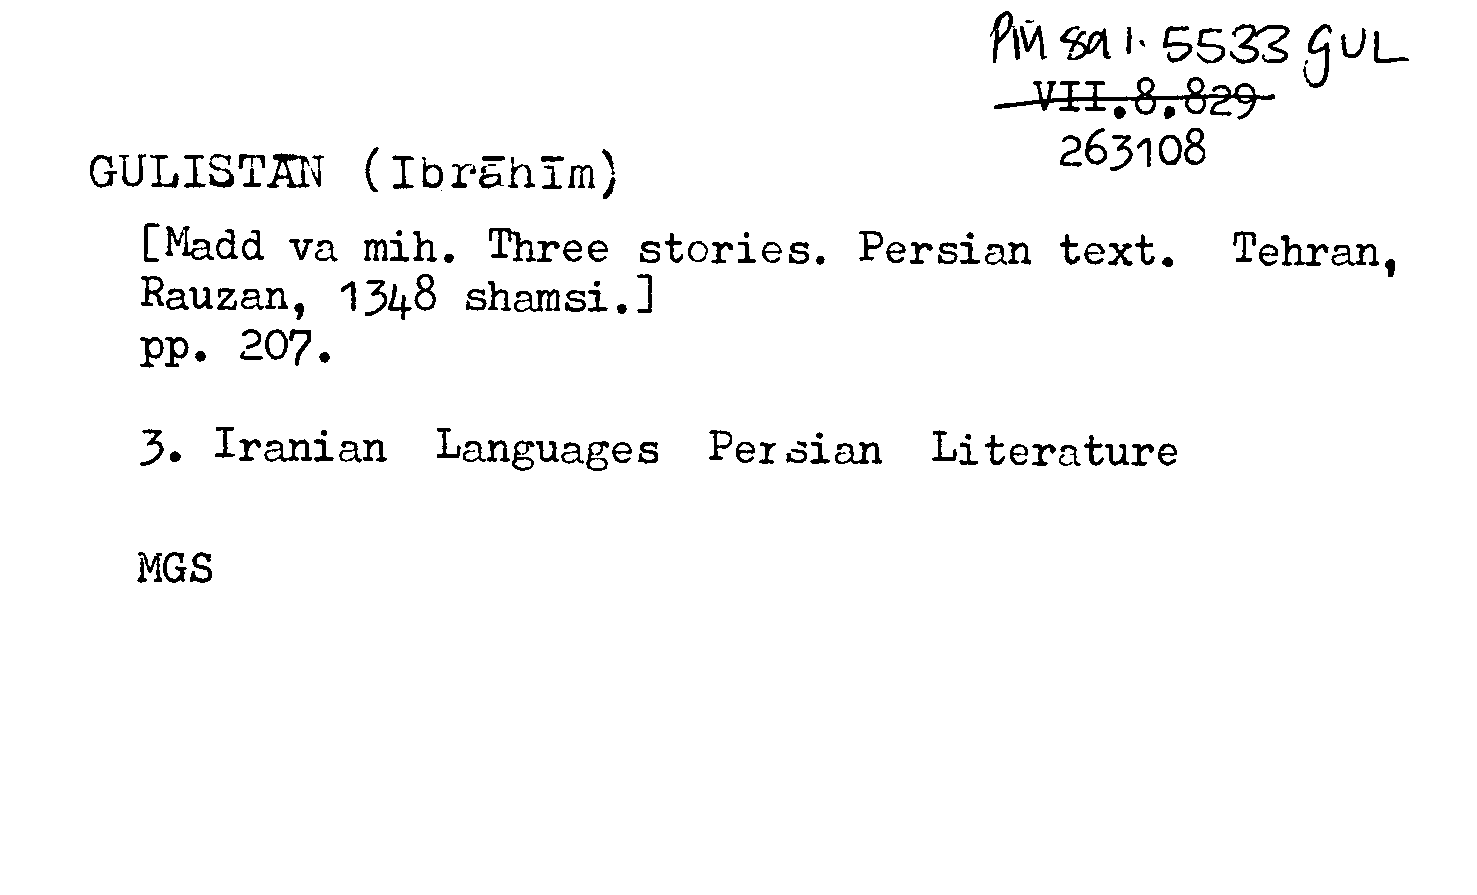 PM 891.5533 GUL
VII.8.829
263108
GULISTĀN (Ibrāhīm)
[Madd va mih. Three stories. Persian text. Tehran,
Rauzan, 1348 shamsi.]
pp. 207.
3. Iranian Languages Persian Literature
MGS